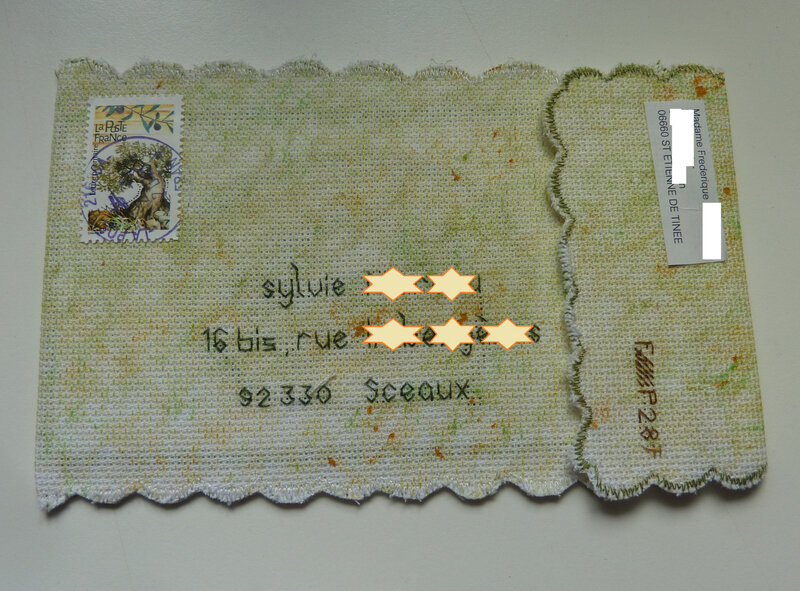 LA POSTE
FRANCE
sylvie
16 bis, rue
92330 Sceaux.
Madame Frederique
06660 ST ETIENNE DE TINEE